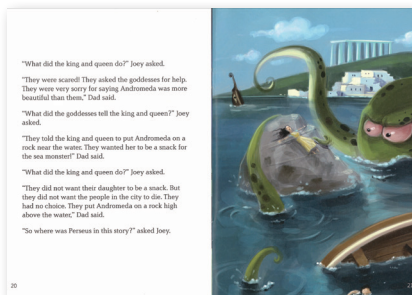 "What did the king and queen do?" Joey asked.
"They were scared! They asked the goddesses for help.
They were very sorry for saying Andromeda was more
beautiful than them," Dad said.
"What did the goddesses tell the king and queen?" Joey
asked.
"They told the king and queen to put Andromeda on a
rock near the water. They wanted her to be a snack for
the sea monster!" Dad said.
"What did the king and queen do?" Joey asked.
"They did not want their daughter to be a snack. But
they did not want the people in the city to die. They
had no choice. They put Andromeda on a rock high
above the water," Dad said.
"So where was Perseus in this story?" asked Joey.
20